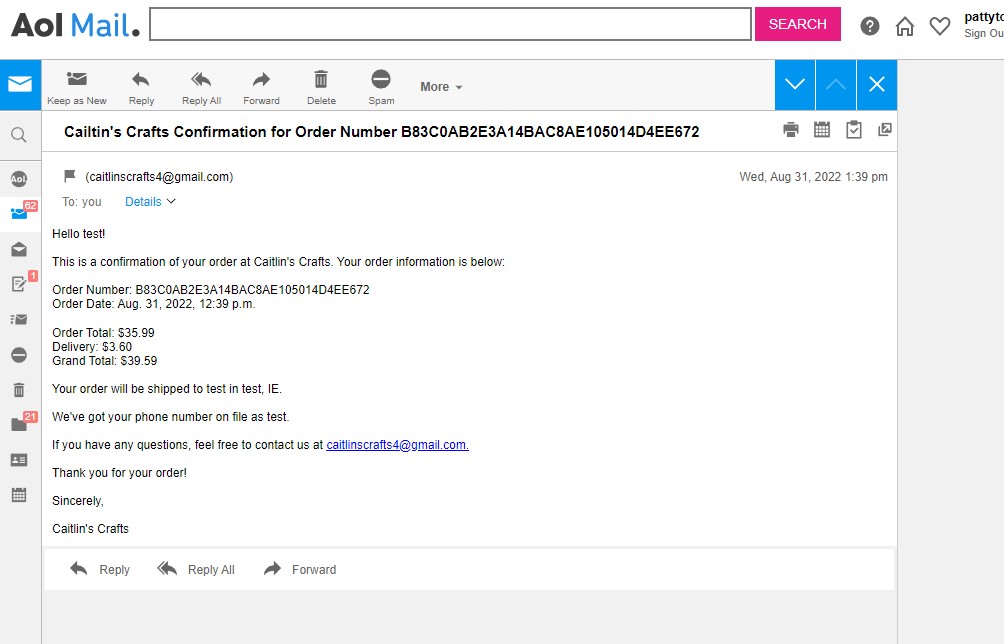 Aol Mail.
SEARCH
?
pattyto
Sign Ou
Keep as New Reply Reply All Forward Delete Spam More
Cailtin's Crafts Confirmation for Order Number B83C0AB2E3A14BAC8AE105014D4EE672
Aol.
(caitlinscrafts4@gmail.com) Wed, Aug 31, 2022 1:39 pm
To: you Details
62
Hello test!
This is a confirmation of your order at Caitlin's Crafts. Your order information is below:
1
Order Number: B83C0AB2E3A14BAC8AE105014D4EE672
Order Date: Aug. 31, 2022, 12:39 p.m.
Order Total: $35.99
Delivery: $3.60
Grand Total: $39.59
Your order will be shipped to test in test, IE.
21
We've got your phone number on file as test.
If you have any questions, feel free to contact us at caitlinscrafts4@gmail.com.
Thank you for your order!
Sincerely,
Caitlin's Crafts
Reply Reply All Forward